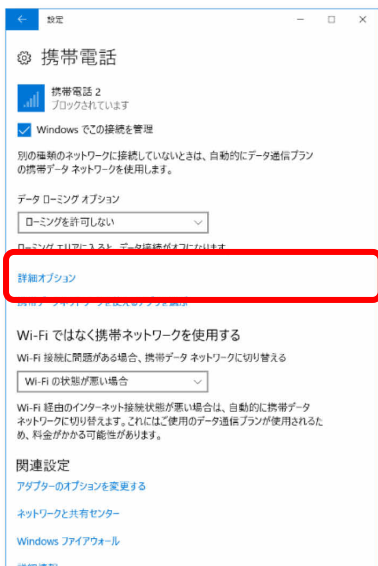 設定
携帯電話
携帯電話 2
ブロックされています
Windows でこの接続を管理
別の種類のネットワークに接続していないときは、自動的にデータ通信プラン
の携帯データ ネットワークを使用します。
データ ローミング オプション
ローミングを許可しない
ローミング エリアに入ると、データ接続がオフになります
詳細オプション
Wi-Fi ではなく携帯ネットワークを使用する
Wi-Fi 接続に問題がある場合、携帯データ ネットワークに切り替える
Wi-Fi の状態が悪い場合
Wi-Fi 経由のインターネット接続状態が悪い場合は、自動的に携帯データ
ネットワークに切り替えます。これにはご使用のデータ通信プランが使用されるた
め、料金がかかる可能性があります。
関連設定
アダプターのオプションを変更する
ネットワークと共有センター
Windows ファイアウォール